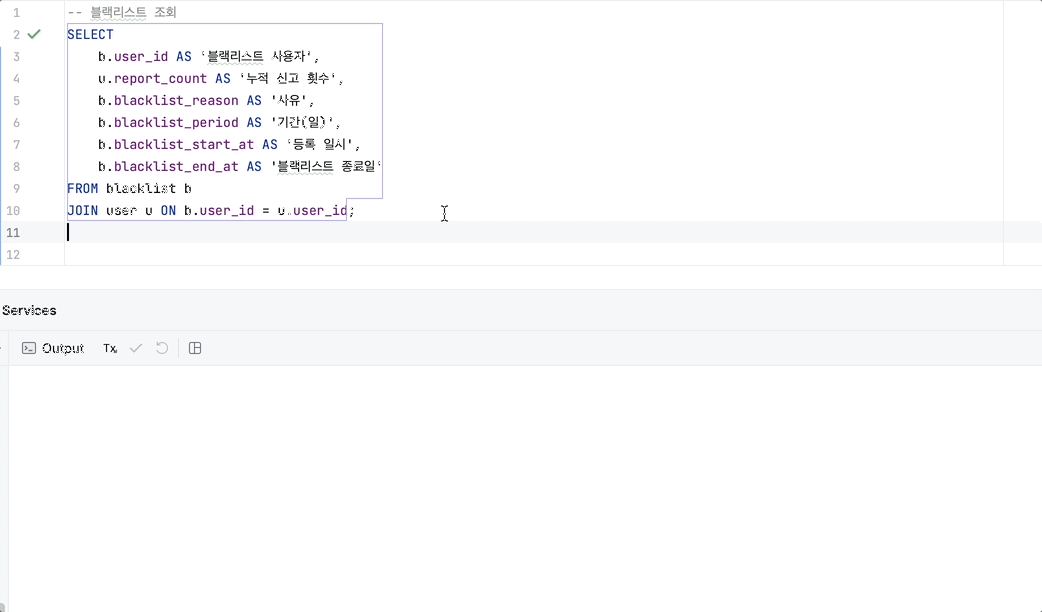 1 -- 블랙리스트 조회
2 SELECT
3 b.user_id AS '블랙리스트 사용자',
4 u.report_count AS '누적 신고 횟수',
5 b.blacklist_reason AS '사유',
6 b.blacklist_period AS '기간(일)',
7 b.blacklist_start_at AS '등록 일시',
8 b.blacklist_end_at AS '블랙리스트 종료일'
9 FROM blacklist b
10 JOIN user u ON b.user_id = u.user_id;
11
12
Services
Output Tx